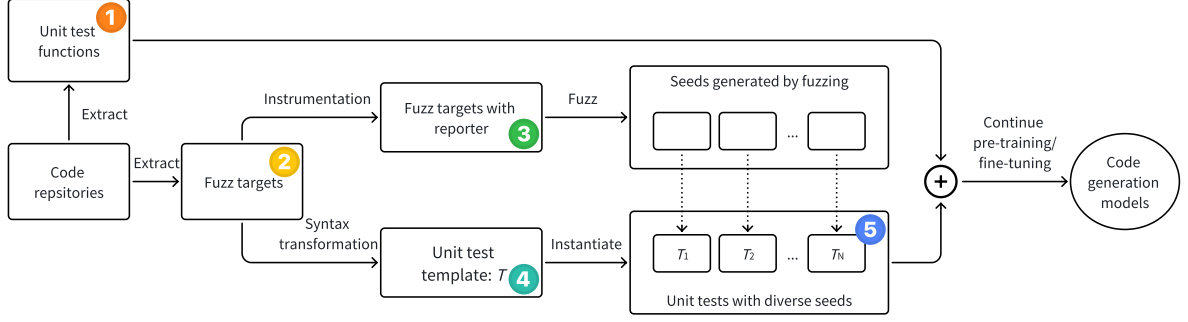 Unit test
functions
1
Extract
Code
repsitories
Extract
Fuzz targets
2
Instrumentation
Fuzz targets with
reporter
3
Fuzz
Seeds generated by fuzzing
...
Syntax
transformation
Unit test
template: T
4
Instantiate
5
T1 T2 ... TN
Unit tests with diverse seeds
+
Continue
pre-training/
fine-tuning
Code
generation
models